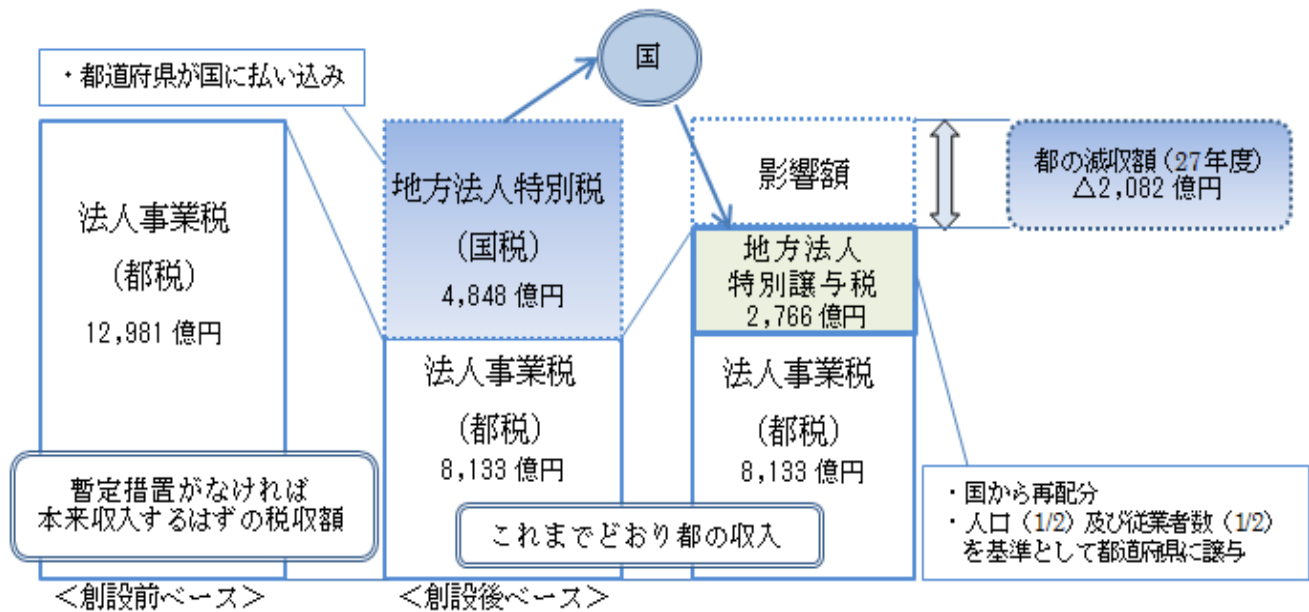 国
・都道府県が国に払い込み
法人事業税
(都税)
12,981 億円
暫定措置がなければ
本来収入するはずの税収額
＜創設前ベース＞
地方法人特別税
(国税)
4,848 億円
法人事業税
(都税)
8,133 億円
これまでどおり都の収入
＜創設後ベース＞
影響額
地方法人
特別譲与税
2,766 億円
法人事業税
(都税)
8,133 億円
都の減収額（27 年度）
△2,082 億円
・国から再配分
・人口（1/2）及び従業者数（1/2）
を基準として都道府県に譲与